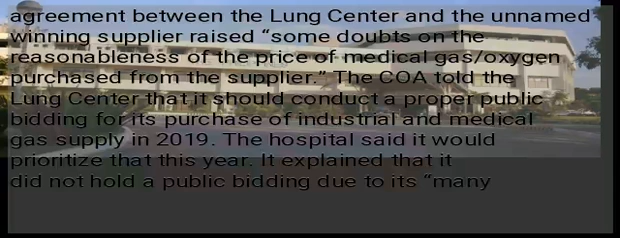 agreement between the Lung Center and the unnamed
winning supplier raised “some doubts on the
reasonableness of the price of medical gas/oxygen
purchased from the supplier.” The COA told the
Lung Center that it should conduct a proper public
bidding for its purchase of industrial and medical
gas supply in 2019. The hospital said it would
prioritize that this year. It explained that it
did not hold a public bidding due to its “many